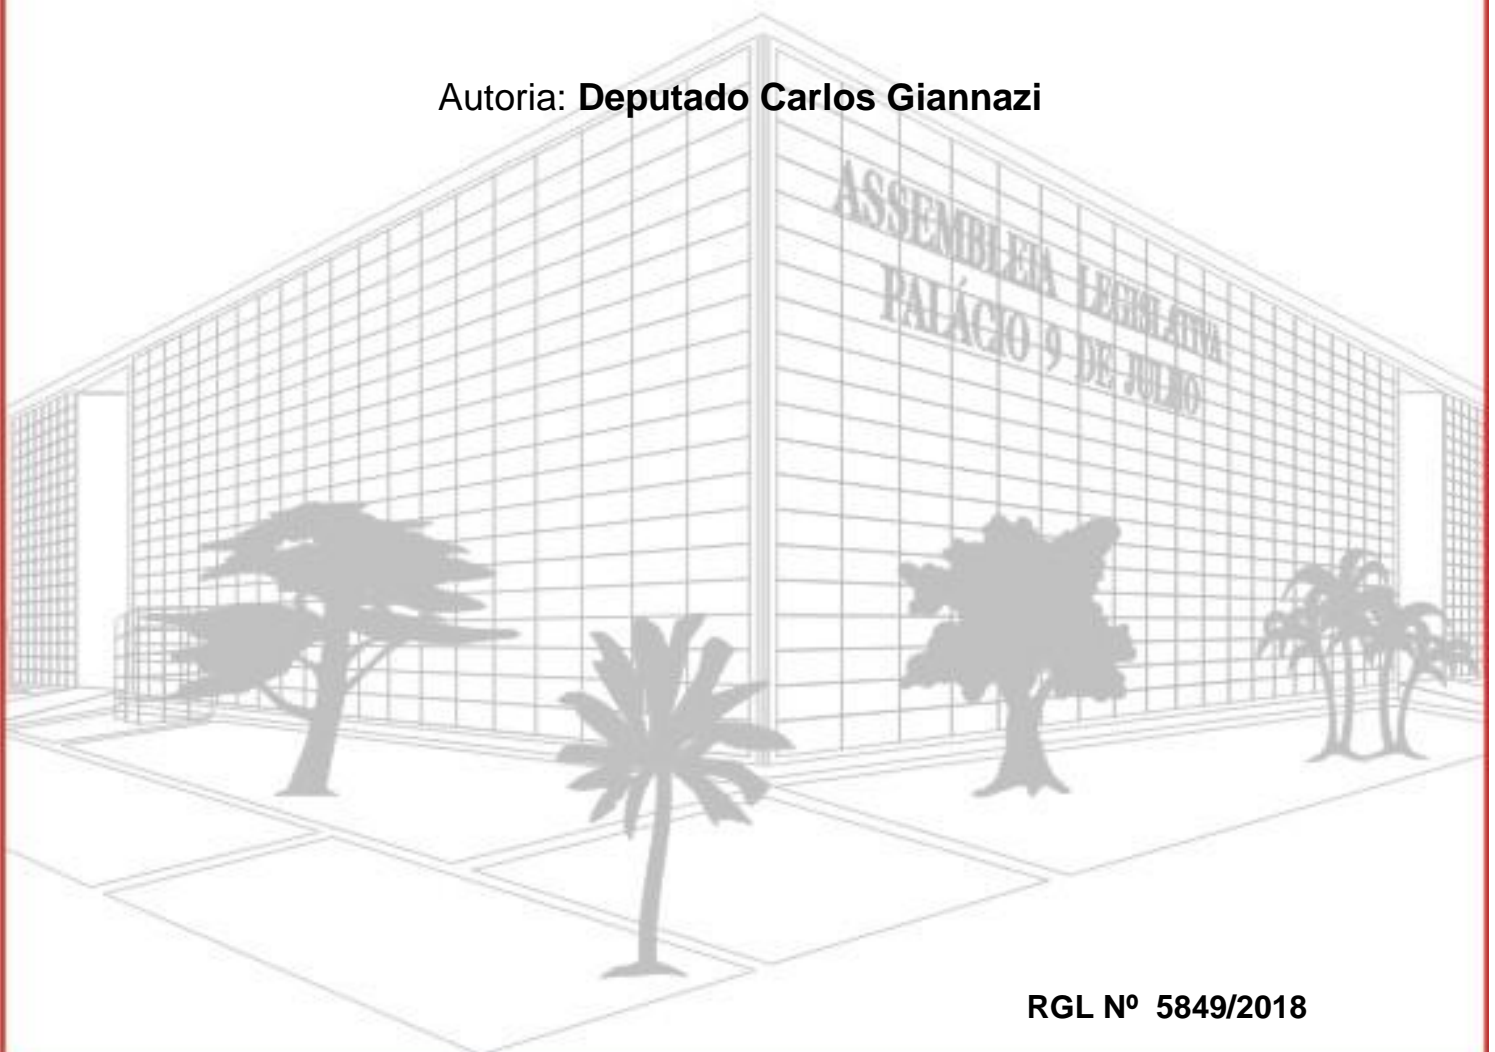 Autoria: Deputado Carlos Giannazi
ASSEMBLEIA LEGISLATIVA
PALÁCIO 9 DE JULHO
RGL Nº 5849/2018